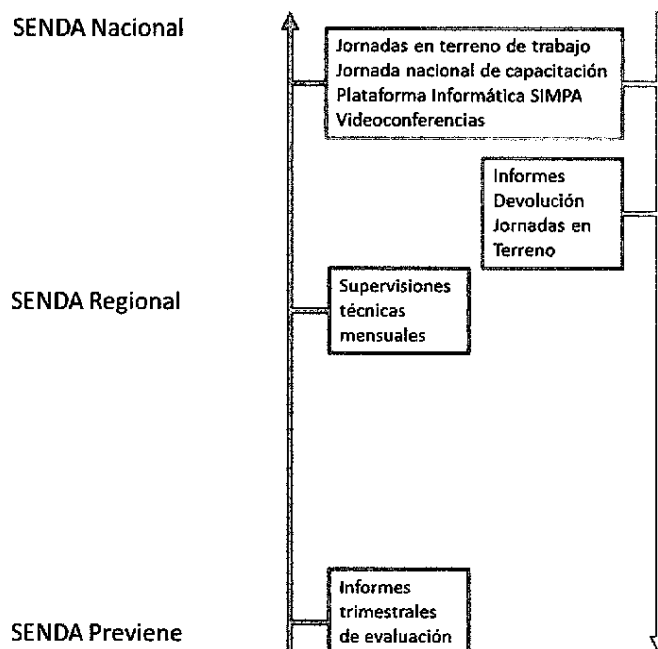 SENDA Nacional
Jornadas en terreno de trabajo
Jornada nacional de capacitación
Plataforma Informática SIMPA
Videoconferencias
Informes
Devolución
Jornadas en
Terreno
SENDA Regional
Supervisiones
técnicas
mensuales
Informes
trimestrales
de evaluación
SENDA Previene